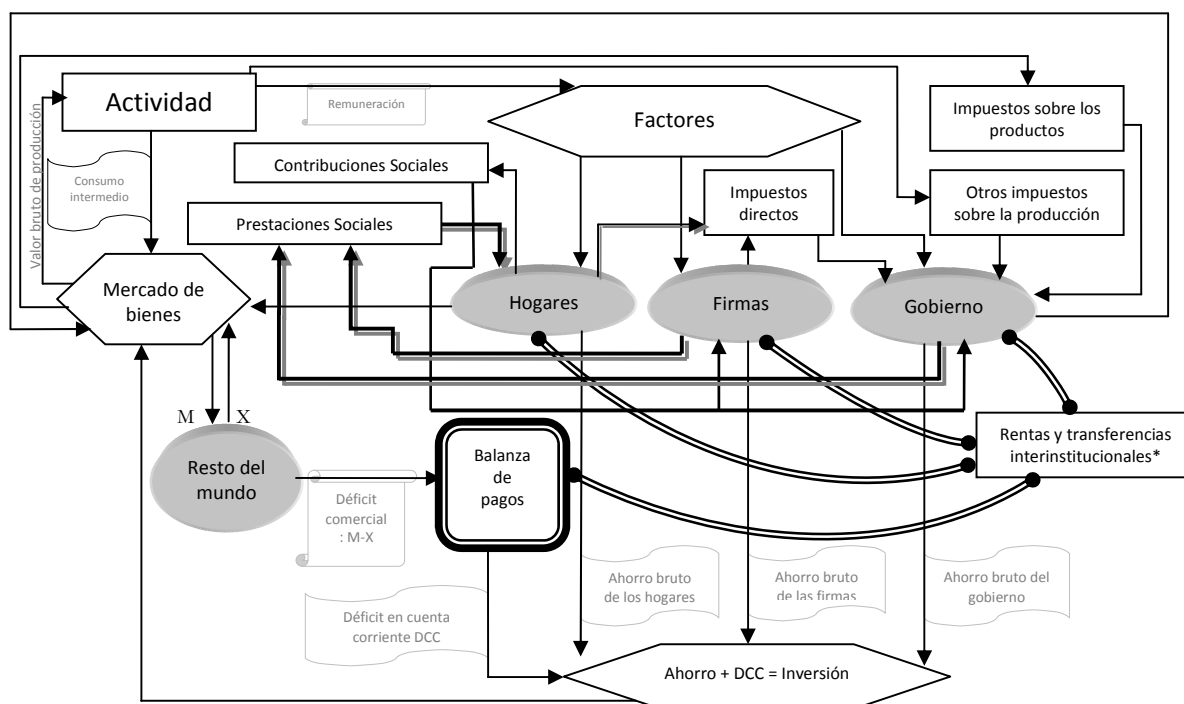 Actividad
Remuneración
Factores
Impuestos sobre los
productos
Valor bruto de producción
Consumo
intermedio
Contribuciones Sociales
Impuestos
directos
Otros impuestos
sobre la producción
Prestaciones Sociales
Mercado de
bienes
Hogares
Firmas
Gobierno
M
X
Resto del
mundo
Balanza
de
pagos
Rentas y transferencias
interinstitucionales*
Déficit
comercial
: M-X
Déficit en cuenta
corriente DCC
Ahorro bruto
de los hogares
Ahorro bruto
de las firmas
Ahorro bruto del
gobierno
Ahorro + DCC = Inversión